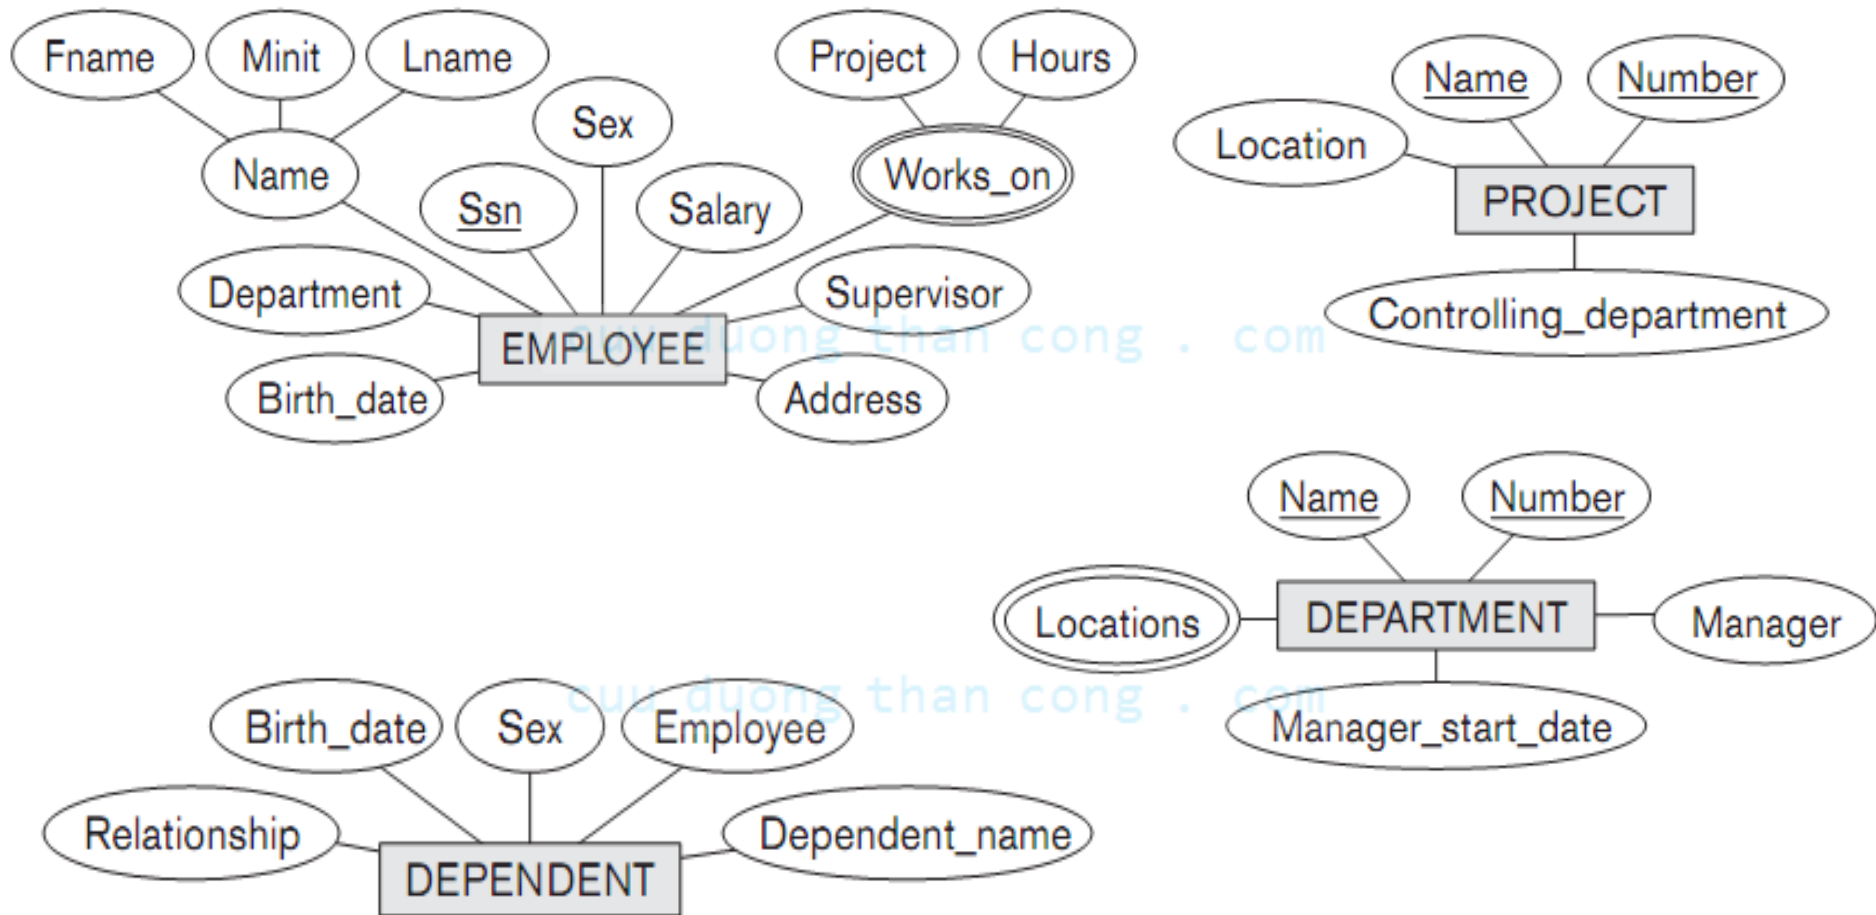 Fname
Minit
Lname
Name
Sex
Ssn
Salary
Project
Hours
Works_on
Department
Supervisor
EMPLOYEE
Birth_date
Address
Name
Number
Location
PROJECT
Controlling_department
cuu duong than cong . com
Name
Number
Locations
DEPARTMENT
Manager
Manager_start_date
cuu duong than cong . com
Birth_date
Sex
Employee
Relationship
Dependent_name
DEPENDENT